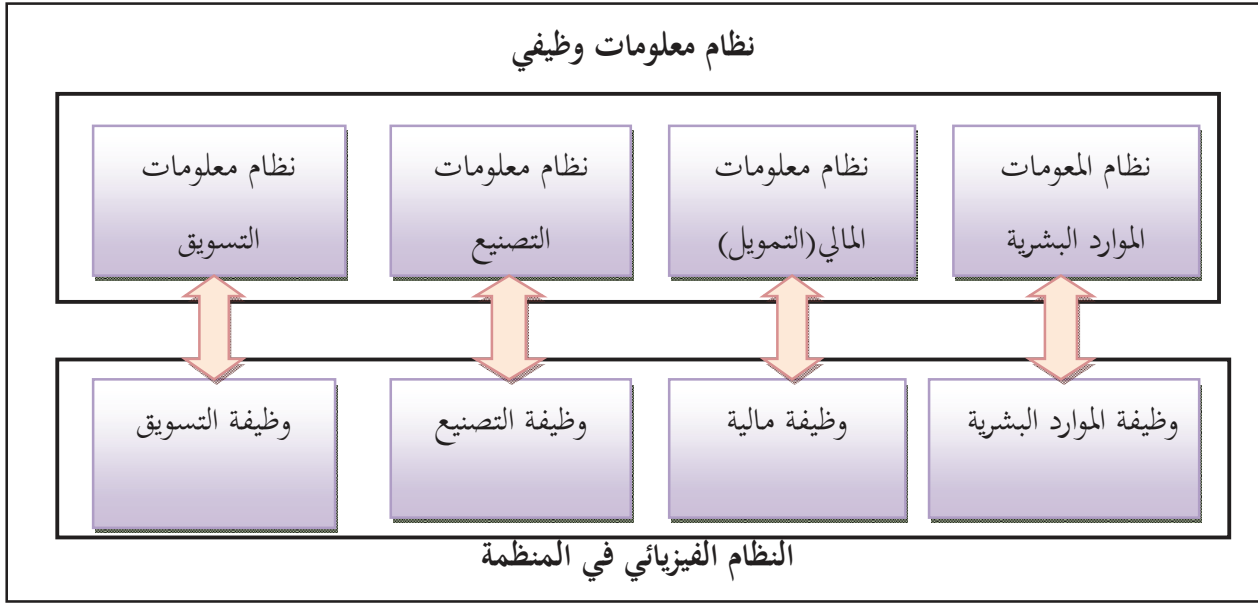 نظام معلومات وظيفي
نظام المعومات
الموارد البشرية
نظام معلومات
المالي(التمويل)
نظام معلومات
التصنيع
نظام معلومات
التسويق
وظيفة الموارد البشرية
وظيفة مالية
وظيفة التصنيع
وظيفة التسويق
النظام الفيزيائي في المنظمة